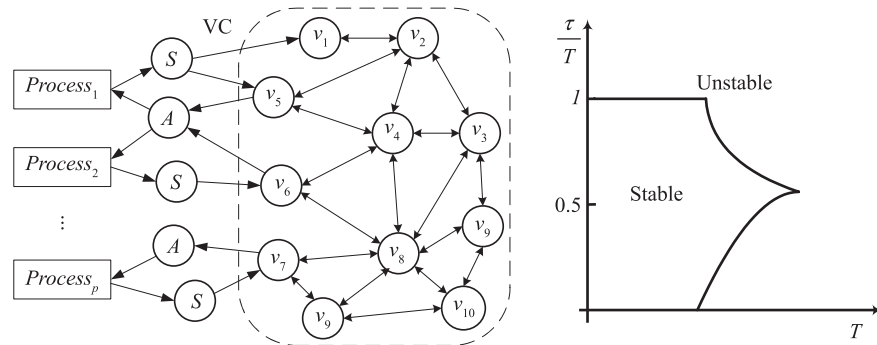 VC
v1
v2
S
Process1
v5
A
v4
v3
Process2
S
v6
...
A
v7
v8
v9
Processp
S
v9
v10
τ/T
1
Unstable
Stable
0.5
0
T